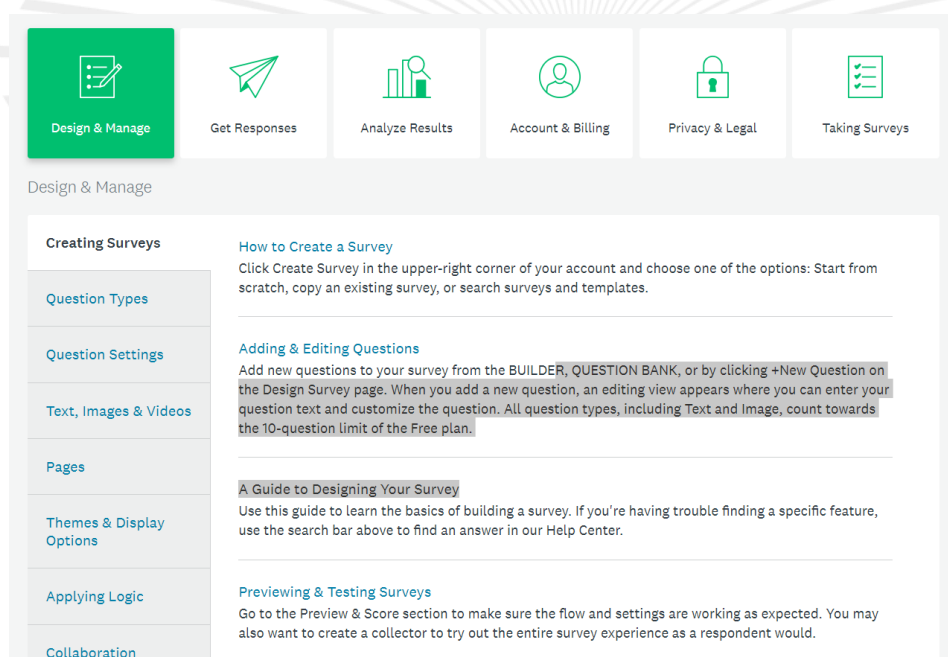 Design & Manage
Get Responses
Analyze Results
Account & Billing
Privacy & Legal
Taking Surveys
Design & Manage
Creating Surveys
Question Types
Question Settings
Text, Images & Videos
Pages
Themes & Display
Options
Applying Logic
Collaboration
How to Create a Survey
Click Create Survey in the upper-right corner of your account and choose one of the options: Start from
scratch, copy an existing survey, or search surveys and templates.
Adding & Editing Questions
Add new questions to your survey from the BUILDER, QUESTION BANK, or by clicking +New Question on
the Design Survey page. When you add a new question, an editing view appears where you can enter your
question text and customize the question. All question types, including Text and Image, count towards
the 10-question limit of the Free plan.
A Guide to Designing Your Survey
Use this guide to learn the basics of building a survey. If you're having trouble finding a specific feature,
use the search bar above to find an answer in our Help Center.
Previewing & Testing Surveys
Go to the Preview & Score section to make sure the flow and settings are working as expected. You may
also want to create a collector to try out the entire survey experience as a respondent would.